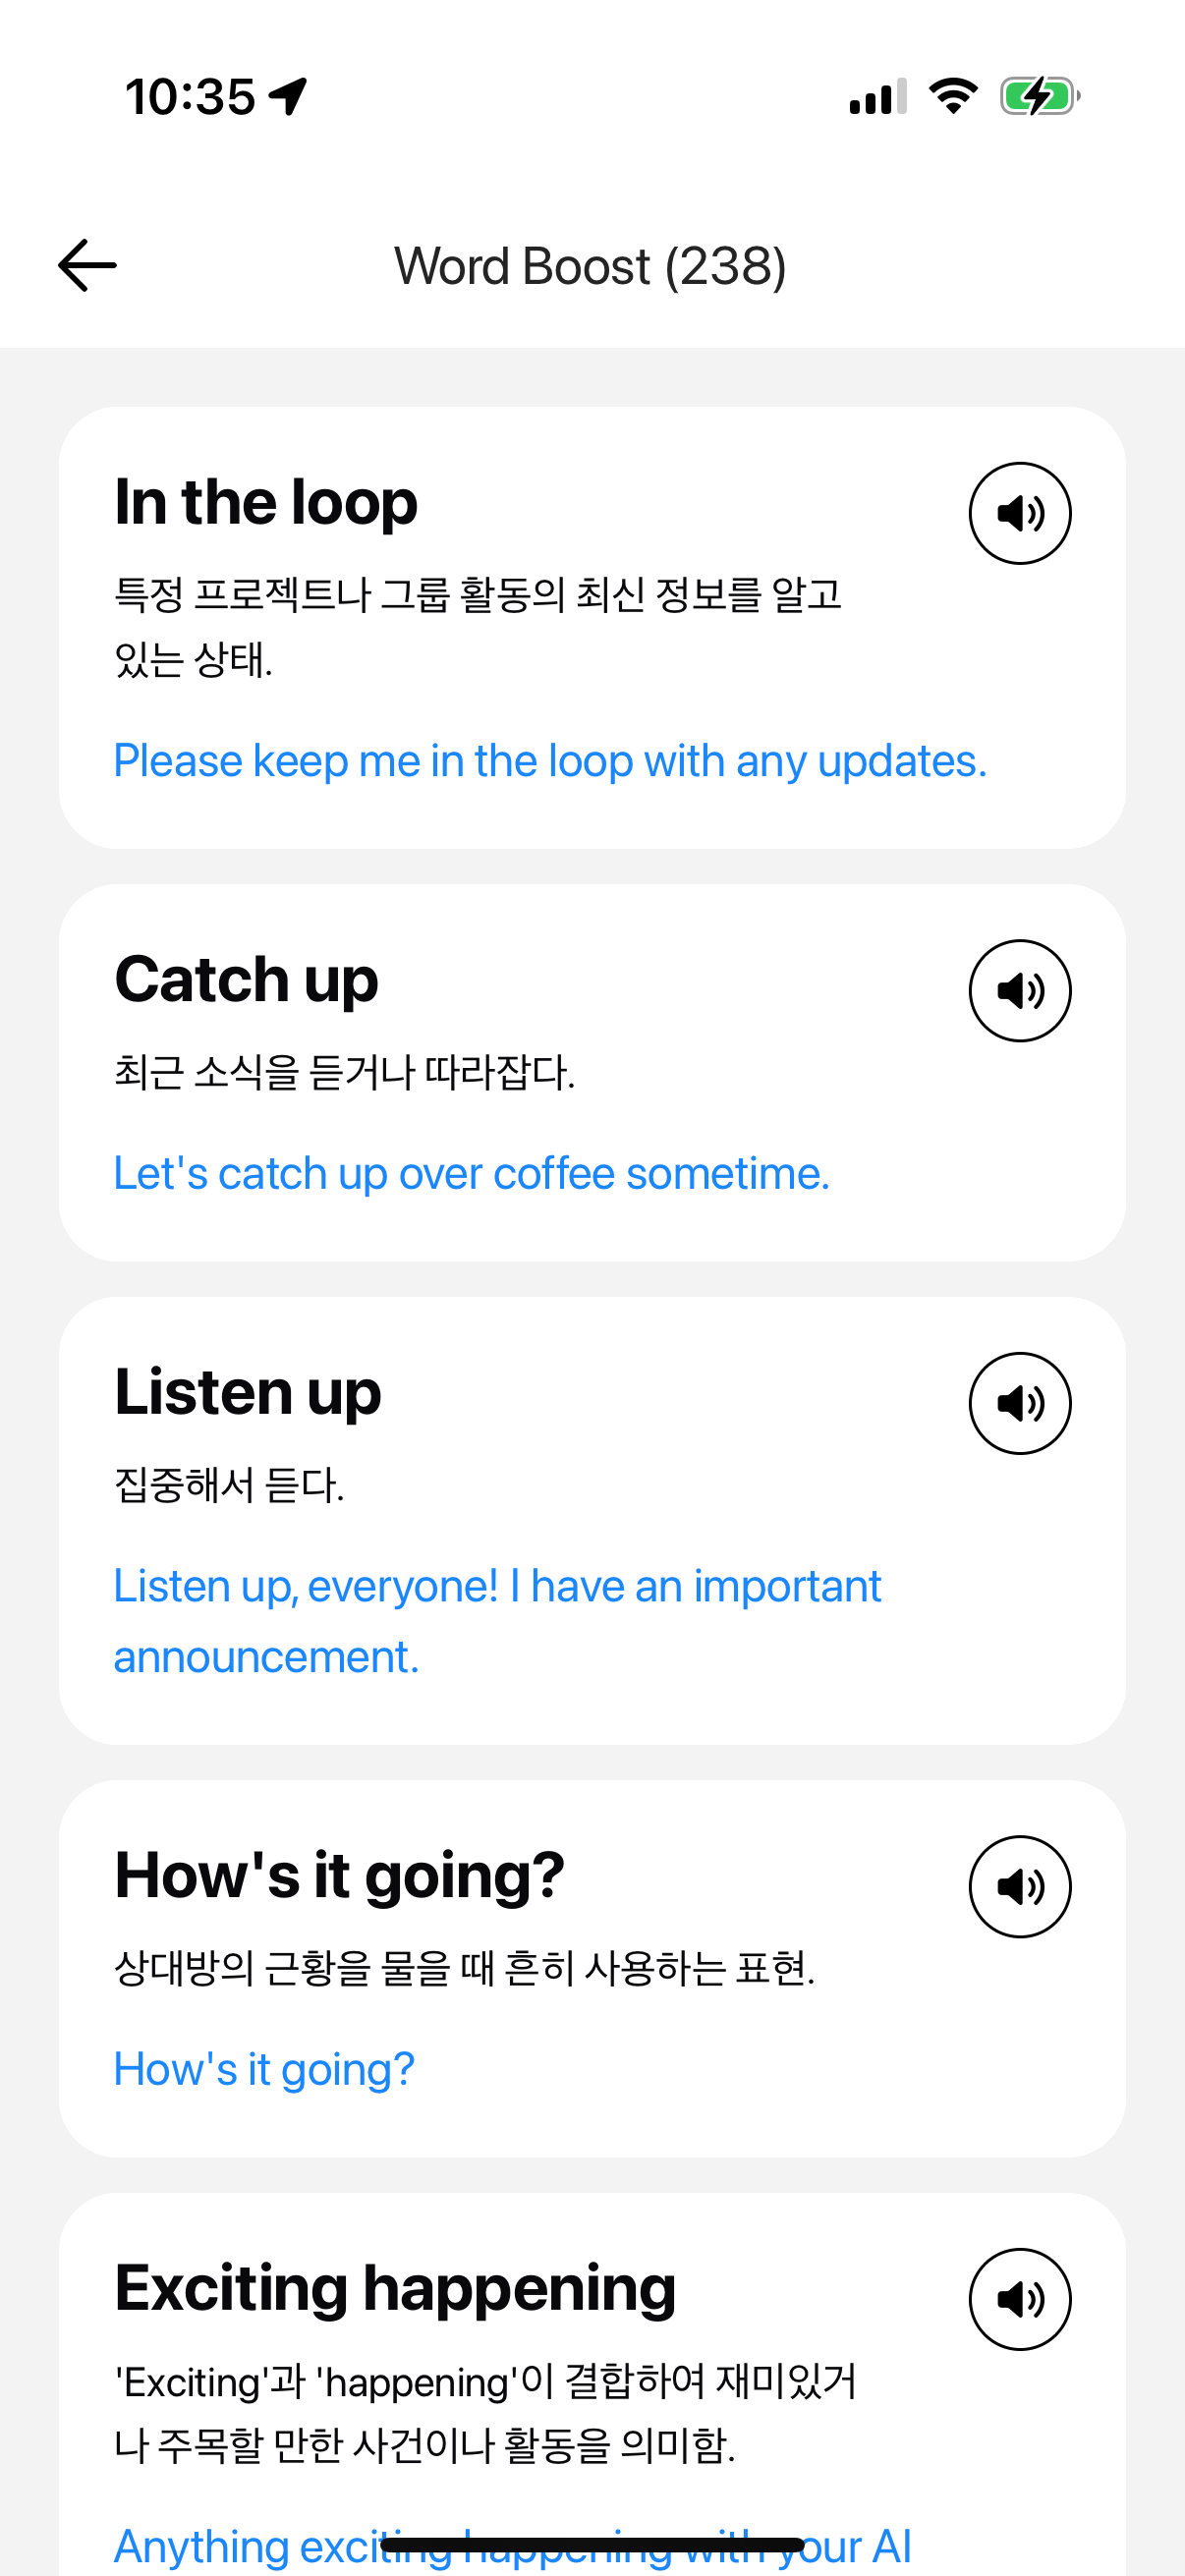 10:35
Word Boost (238)
In the loop
특정 프로젝트나 그룹 활동의 최신 정보를 알고
있는 상태.
Please keep me in the loop with any updates.
Catch up
최근 소식을 듣거나 따라잡다.
Let's catch up over coffee sometime.
Listen up
집중해서 듣다.
Listen up, everyone! I have an important
announcement.
How's it going?
상대방의 근황을 물을 때 흔히 사용하는 표현.
How's it going?
Exciting happening
'Exciting'과 'happening'이 결합하여 재미있거
나 주목할 만한 사건이나 활동을 의미함.
Anything exciting happening with your AI